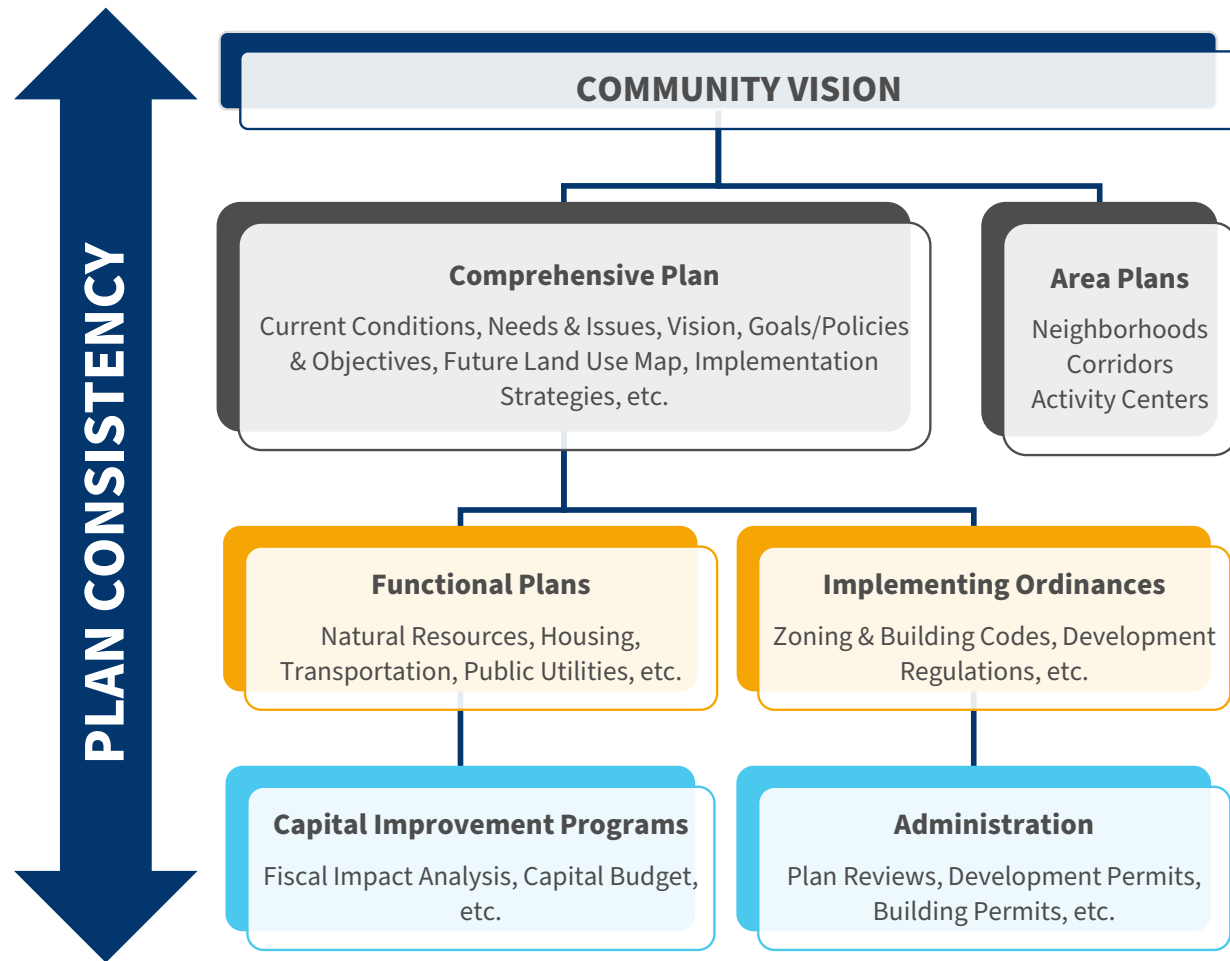 PLAN CONSISTENCY
COMMUNITY VISION
Comprehensive Plan
Current Conditions, Needs & Issues, Vision, Goals/Policies
& Objectives, Future Land Use Map, Implementation
Strategies, etc.
Area Plans
Neighborhoods
Corridors
Activity Centers
Functional Plans
Natural Resources, Housing,
Transportation, Public Utilities, etc.
Implementing Ordinances
Zoning & Building Codes, Development
Regulations, etc.
Capital Improvement Programs
Fiscal Impact Analysis, Capital Budget,
etc.
Administration
Plan Reviews, Development Permits,
Building Permits, etc.